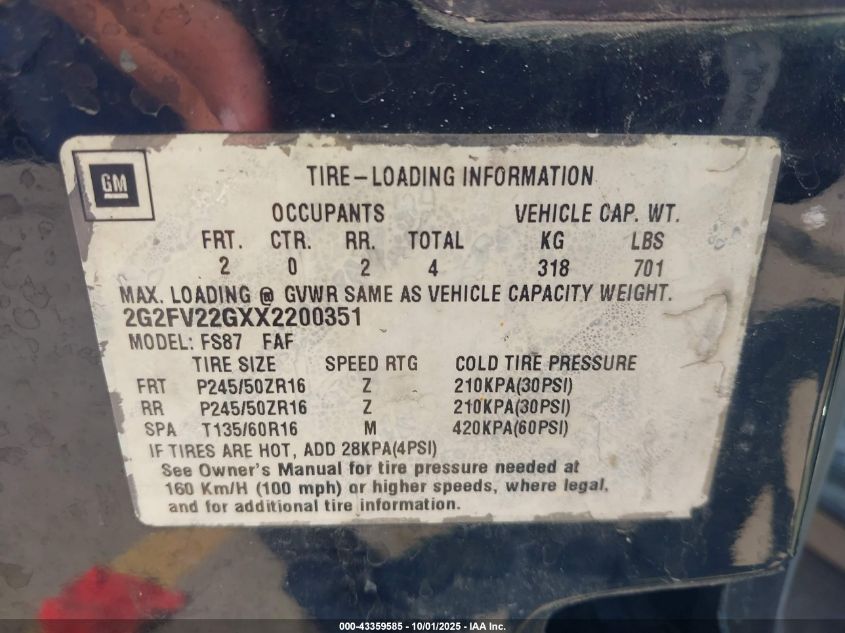 GM
TIRE-LOADING INFORMATION
OCCUPANTS VEHICLE CAP. WT.
FRT. CTR. RR. TOTAL KG LBS
2 0 2 4 318 701
MAX. LOADING @ GVWR SAME AS VEHICLE CAPACITY WEIGHT.
2G2FV22GXX2200351
MODEL: FS87 FAF
TIRE SIZE SPEED RTG COLD TIRE PRESSURE
FRT P245/50ZR16 Z 210KPA(30PSI)
RR P245/50ZR16 Z 210KPA(30PSI)
SPA T135/60R16 M 420KPA(60PSI)
IF TIRES ARE HOT, ADD 28KPA(4PSI)
See Owner's Manual for tire pressure needed at
160 Km/H (100 mph) or higher speeds, where legal,
and for additional tire information.
000-43359585 - 10/01/2025 - IAA Inc.